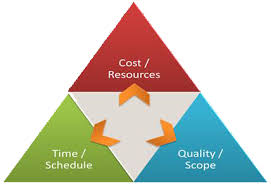 Cost /
Resources
Time /
Schedule
Quality /
Scope